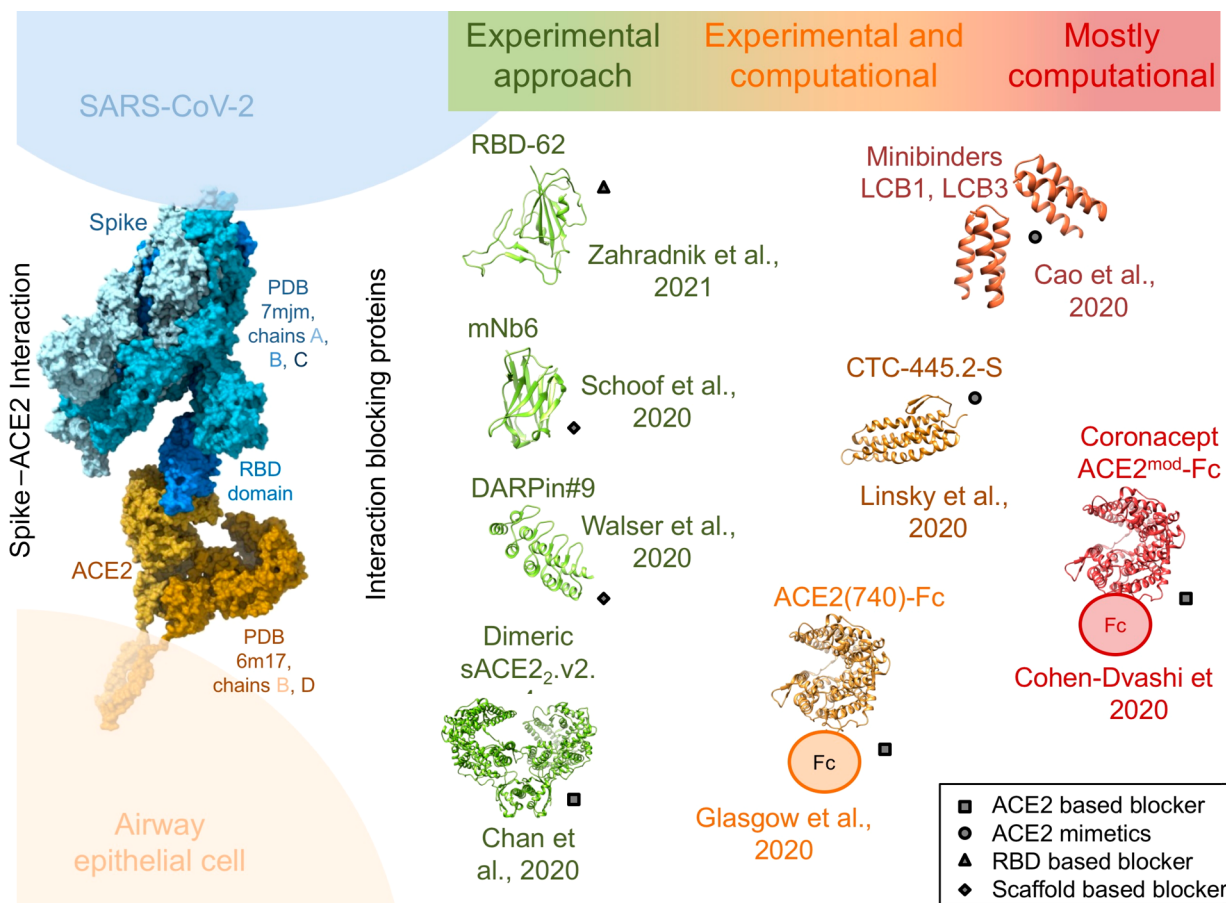 Experimental
approach
Experimental and
computational
Mostly
computational
SARS-CoV-2
Spike
PDB
7mjm,
chains A,
B, C
RBD
domain
ACE2
PDB
6m17,
chains B, D
Airway
epithelial cell
Spike–ACE2 Interaction
Interaction blocking proteins
RBD-62
Zahradnik et al.,
2021
mNb6
Schoof et al.,
2020
DARPin#9
Walser et al.,
2020
Dimeric
sACE2₂.v2.
Chan et
al., 2020
Minibinders
LCB1, LCB3
Cao et al.,
2020
CTC-445.2-S
Linsky et al.,
2020
ACE2(740)-Fc
Fc
Glasgow et al.,
2020
Coronacept
ACE2ᵐᵒᵈ-Fc
Fc
Cohen-Dvashi et
2020
ACE2 based blocker
ACE2 mimetics
RBD based blocker
Scaffold based blocker